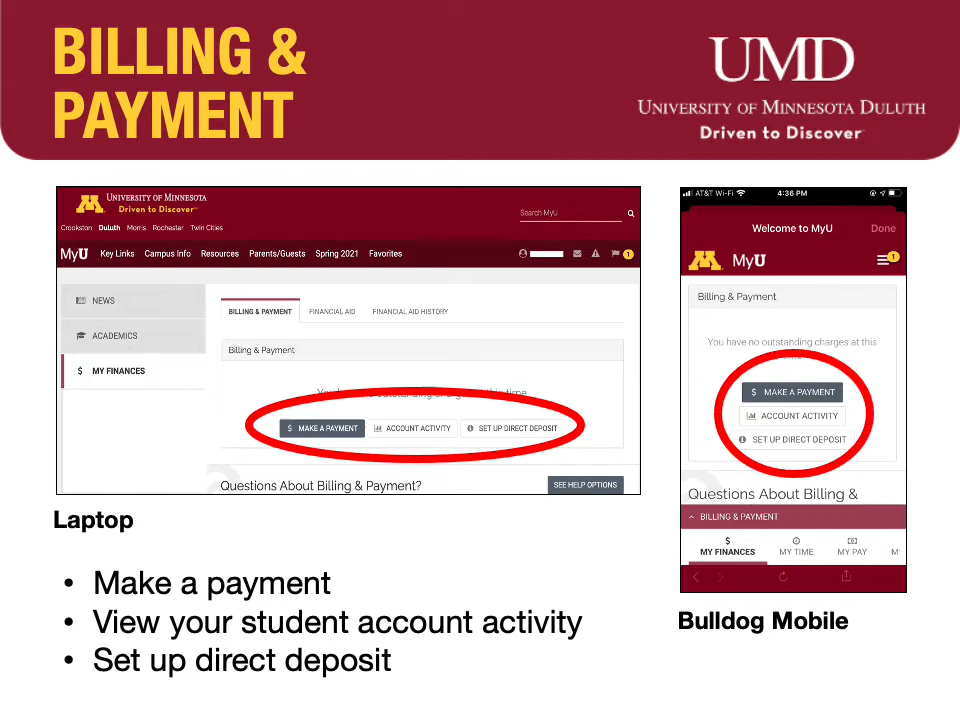 BILLING &
PAYMENT
UMD
UNIVERSITY OF MINNESOTA DULUTH
Driven to Discover
UNIVERSITY OF MINNESOTA
Driven to Discover
Crookston Duluth Morris Rochester Twin Cities
Search MyU
MyU Key Links Campus Info Resources Parents/Guests Spring 2021 Favorites 1
NEWS
ACADEMICS
$ MY FINANCES
BILLING & PAYMENT FINANCIAL AID FINANCIAL AID HISTORY
Billing & Payment
this time
$ MAKE A PAYMENT ACCOUNT ACTIVITY SET UP DIRECT DEPOSIT
Questions About Billing & Payment?
SEE HELP OPTIONS
Laptop
• Make a payment
• View your student account activity
• Set up direct deposit
AT&T Wi-Fi 4:36 PM
Welcome to MyU Done
MyU 1
Billing & Payment
You have no outstanding charges at this
$ MAKE A PAYMENT
ACCOUNT ACTIVITY
SET UP DIRECT DEPOSIT
Questions About Billing &
BILLING & PAYMENT
$
MY FINANCES MY TIME MY PAY
Bulldog Mobile